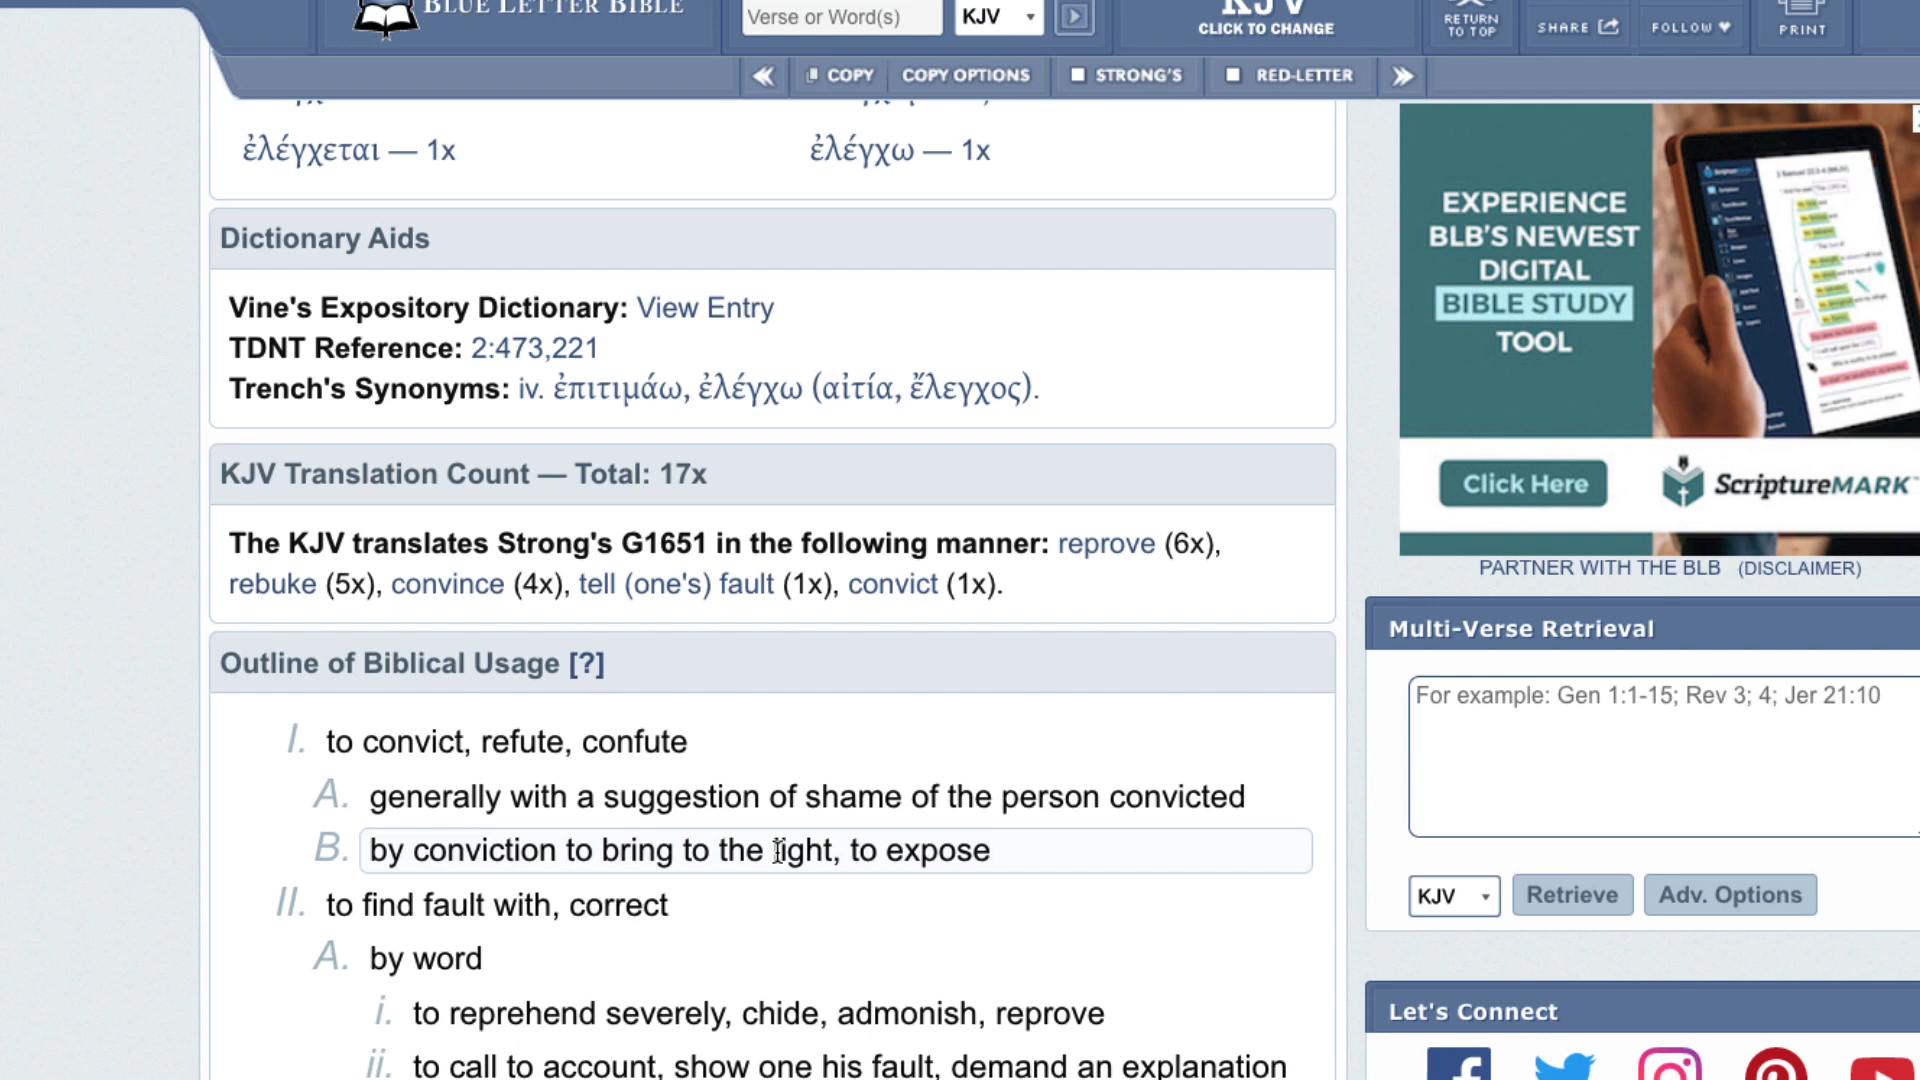 BLUE LETTER BIBLE
Verse or Word(s)
KJV
KJV
CLICK TO CHANGE
RETURN
TO TOP
SHARE
FOLLOW
PRINT
COPY
COPY OPTIONS
STRONG'S
RED-LETTER
ἐλέγχεται — 1x
ἐλέγχω — 1x
Dictionary Aids
Vine's Expository Dictionary: View Entry
TDNT Reference: 2:473,221
Trench's Synonyms: iv. ἐπιτιμάω, ἐλέγχω (αἰτία, ἔλεγχος).
KJV Translation Count — Total: 17x
The KJV translates Strong's G1651 in the following manner: reprove (6x),
rebuke (5x), convince (4x), tell (one's) fault (1x), convict (1x).
Outline of Biblical Usage [?]
I. to convict, refute, confute
A. generally with a suggestion of shame of the person convicted
B. by conviction to bring to the light, to expose
II. to find fault with, correct
A. by word
i. to reprehend severely, chide, admonish, reprove
ii. to call to account, show one his fault, demand an explanation
EXPERIENCE
BLB'S NEWEST
DIGITAL
BIBLE STUDY
TOOL
Click Here
ScriptureMARK
PARTNER WITH THE BLB (DISCLAIMER)
Multi-Verse Retrieval
For example: Gen 1:1-15; Rev 3; 4; Jer 21:10
KJV
Retrieve
Adv. Options
Let's Connect